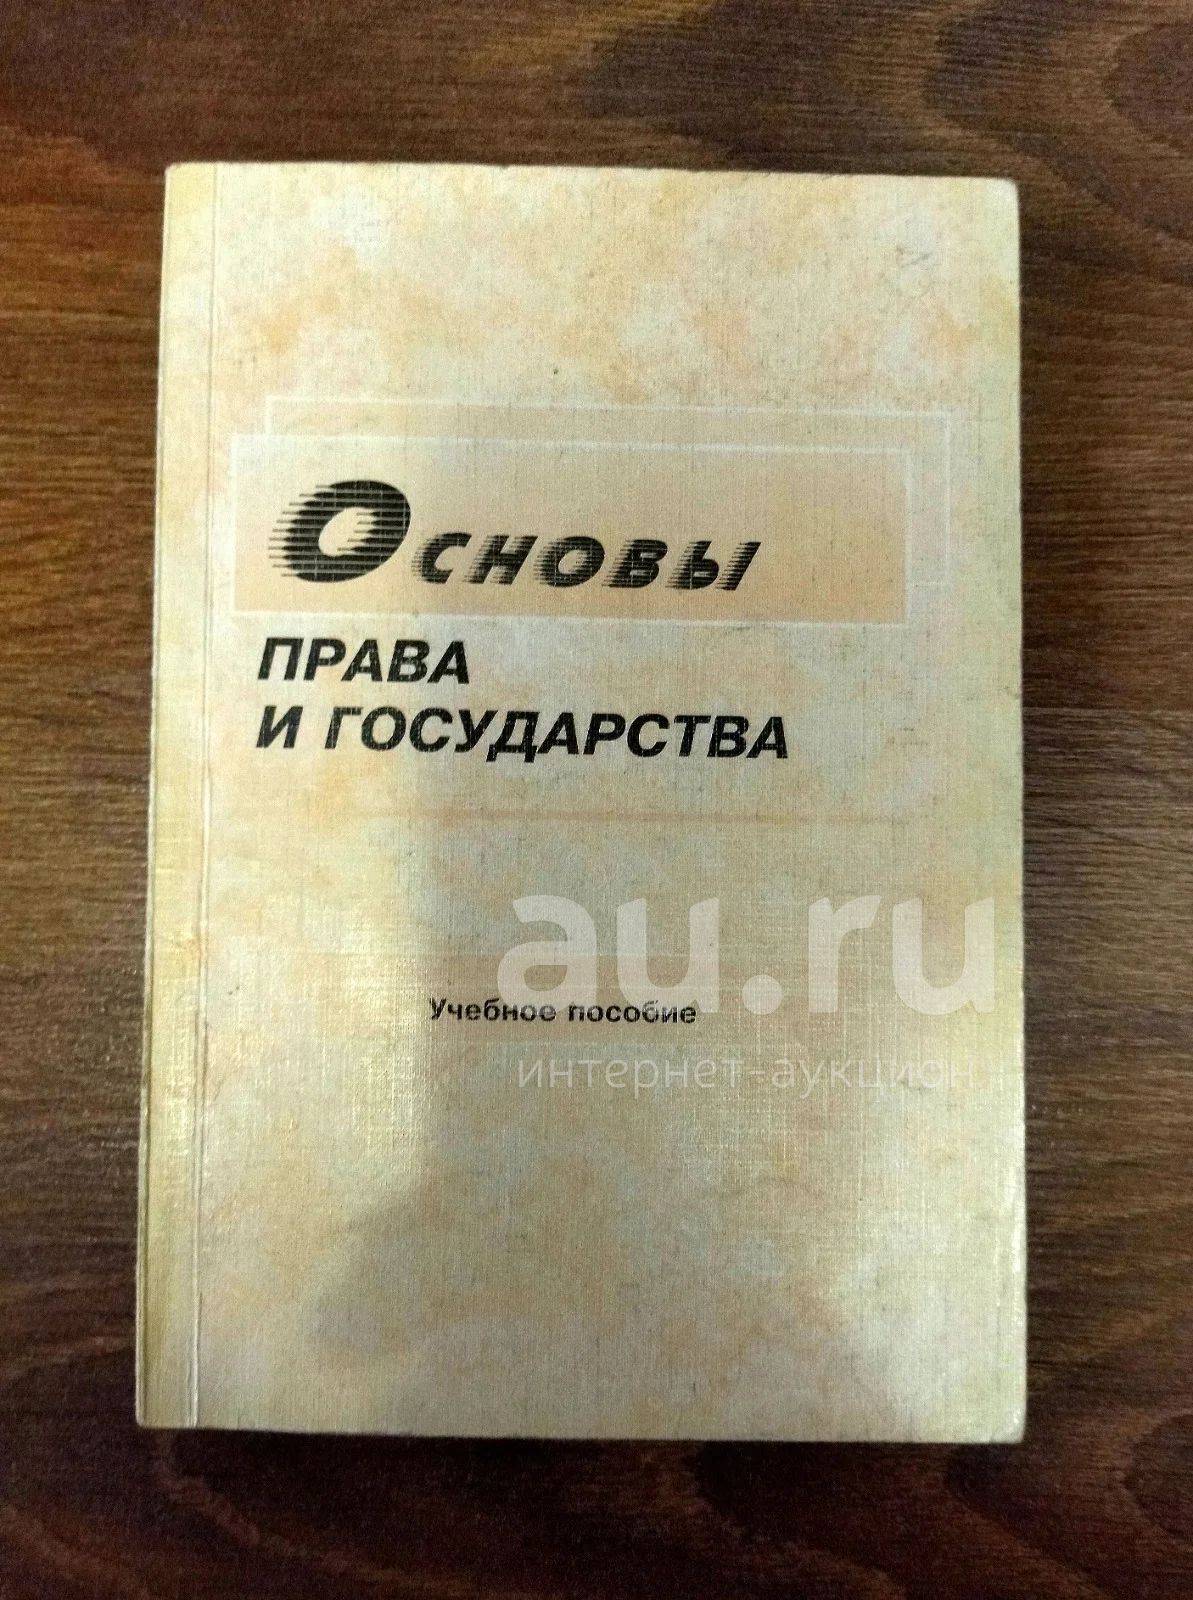 Основы
ПРАВА
И ГОСУДАРСТВА
au.ru
Учебное пособие
интернет-аукцион